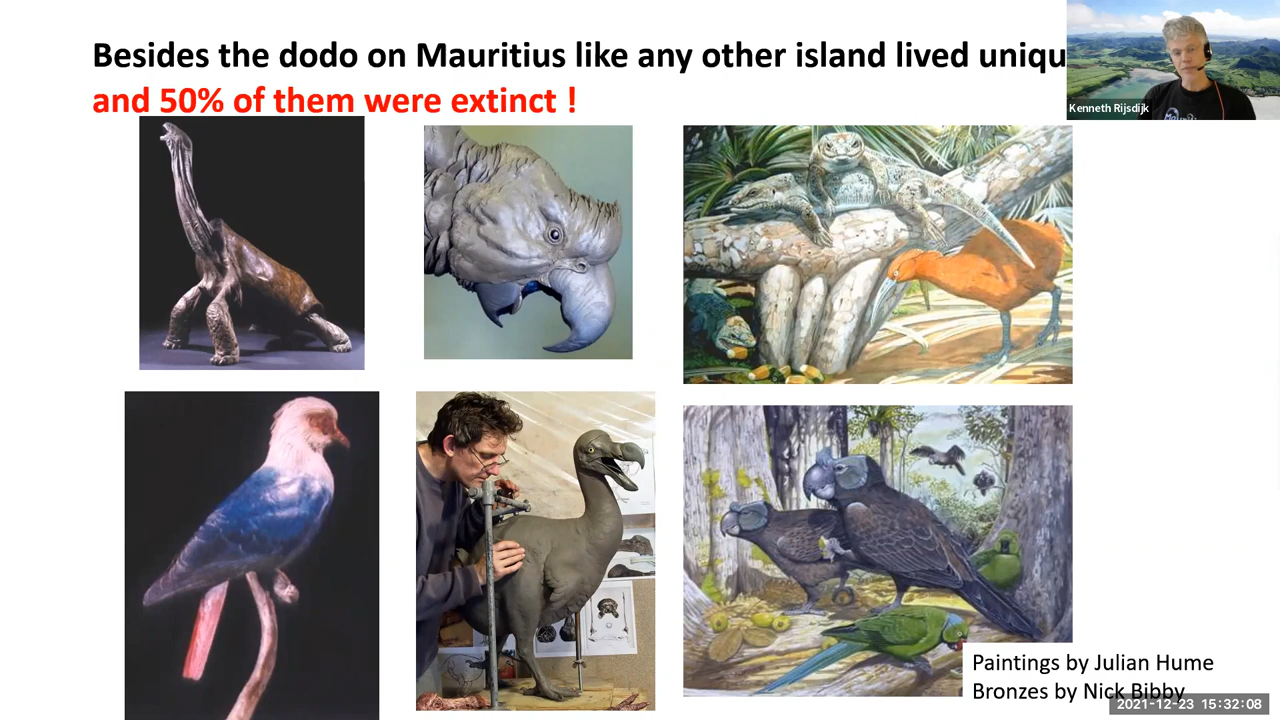 Besides the dodo on Mauritius like any other island lived
and 50% of them were extinct !
Kenneth Rijsdijk
Paintings by Julian Hume
Bronzes by Nick Bibby
2021-12-23 15:32:08